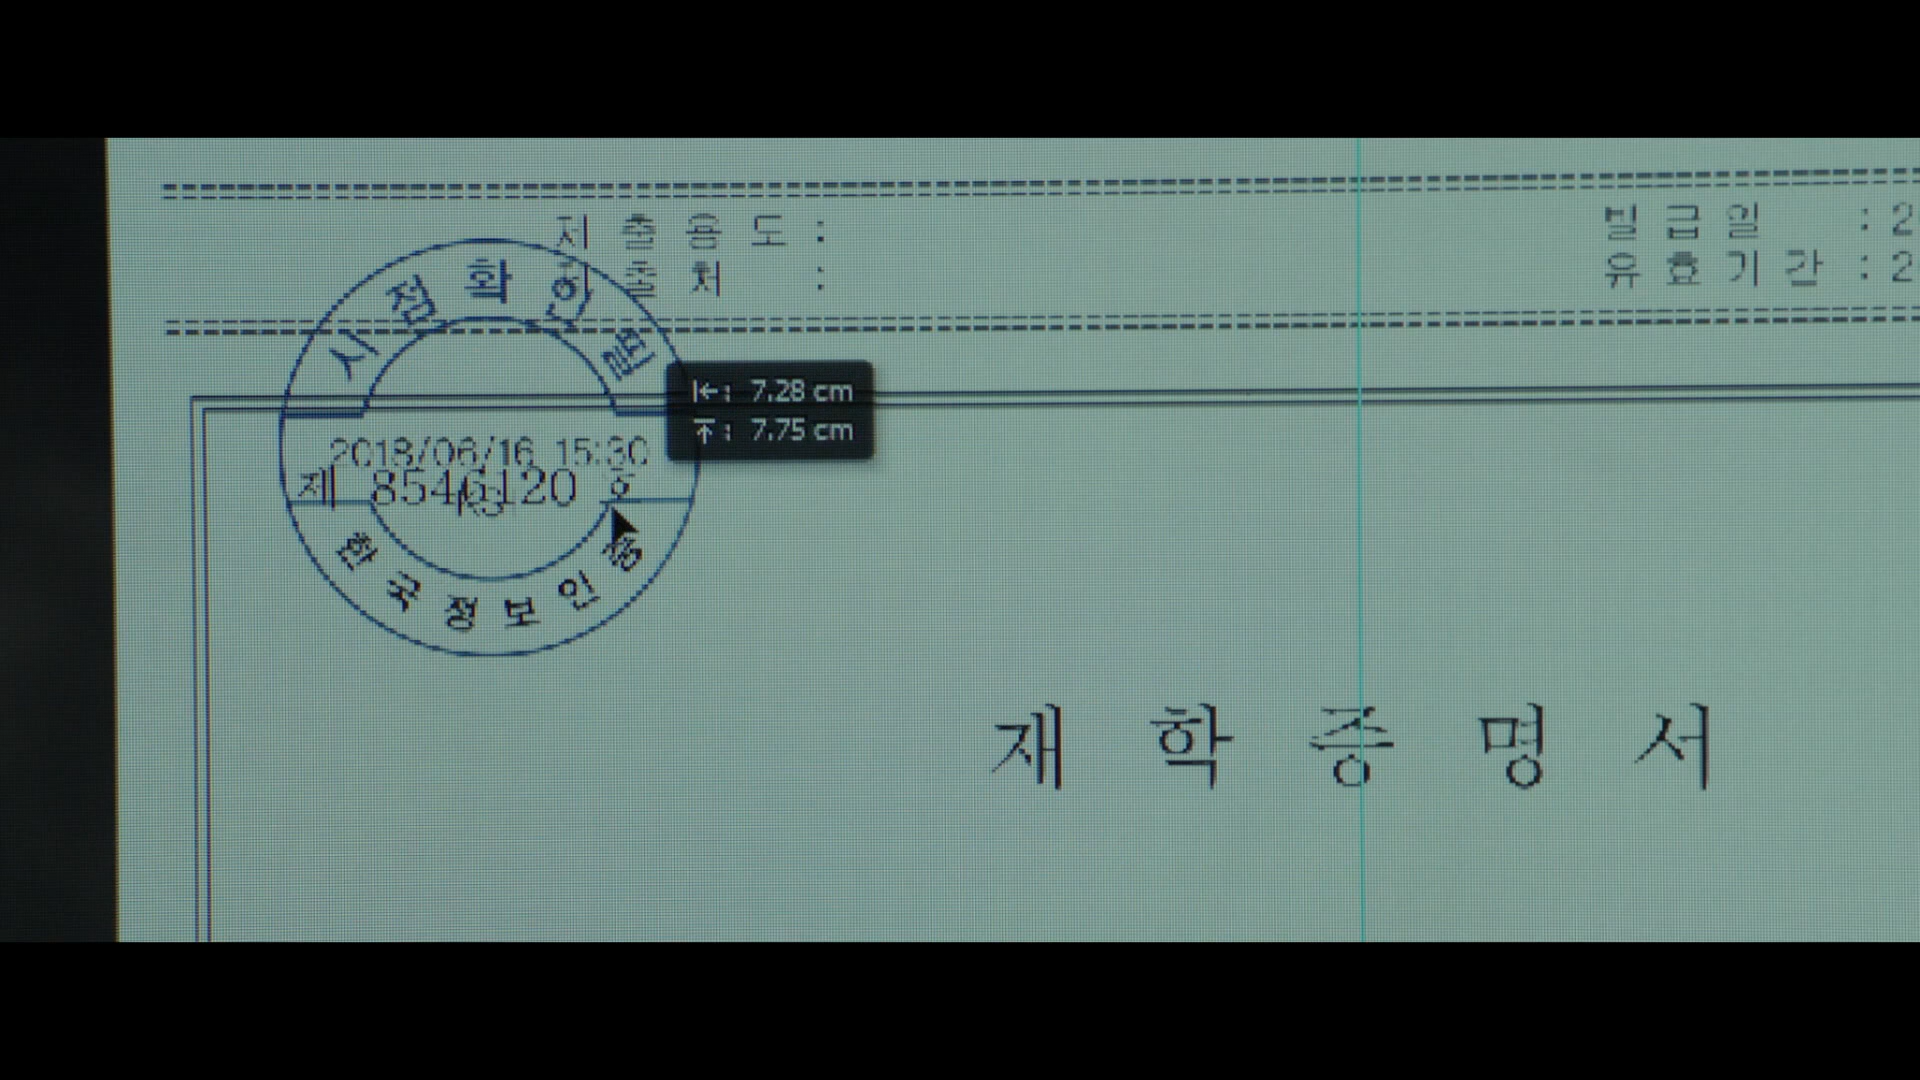 제 출 용 도 : 발 급 일 : 2
제 출 처 : 유 효 기 간 : 2
시 점 확 인 필
|←: 7.28 cm
↑: 7.75 cm
2018/06/16 15:30
제 8546120 호
한 국 정 보 인 증
재 학 증 명 서